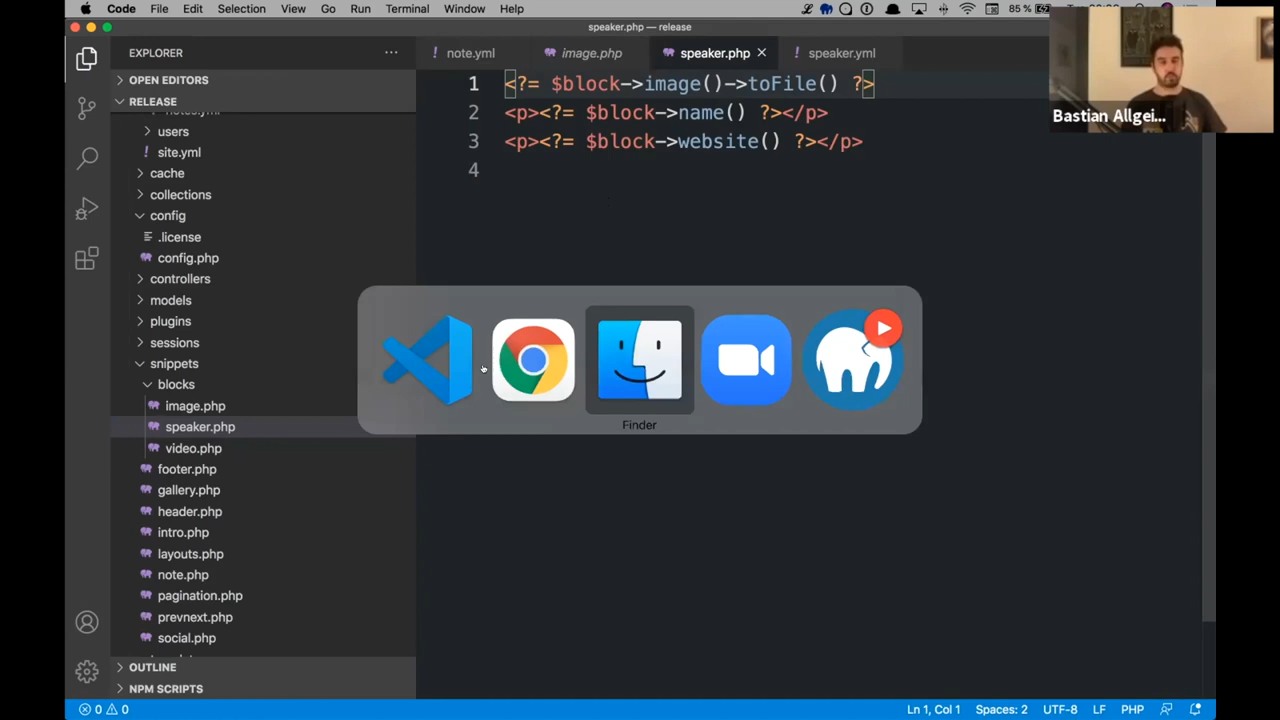 Code File Edit Selection View Go Run Terminal Window Help
85 %
speaker.php — release
EXPLORER
note.yml
image.php
speaker.php
speaker.yml
OPEN EDITORS
RELEASE
users
site.yml
cache
collections
config
.license
config.php
controllers
models
plugins
sessions
snippets
blocks
image.php
speaker.php
video.php
footer.php
gallery.php
header.php
intro.php
layouts.php
note.php
pagination.php
prevnext.php
social.php
OUTLINE
NPM SCRIPTS
1 <?= $block->image()->toFile() ?>
2 <p><?= $block->name() ?></p>
3 <p><?= $block->website() ?></p>
4
Bastian Allgei...
Finder
0 0
Ln 1, Col 1 Spaces: 2 UTF-8 LF PHP